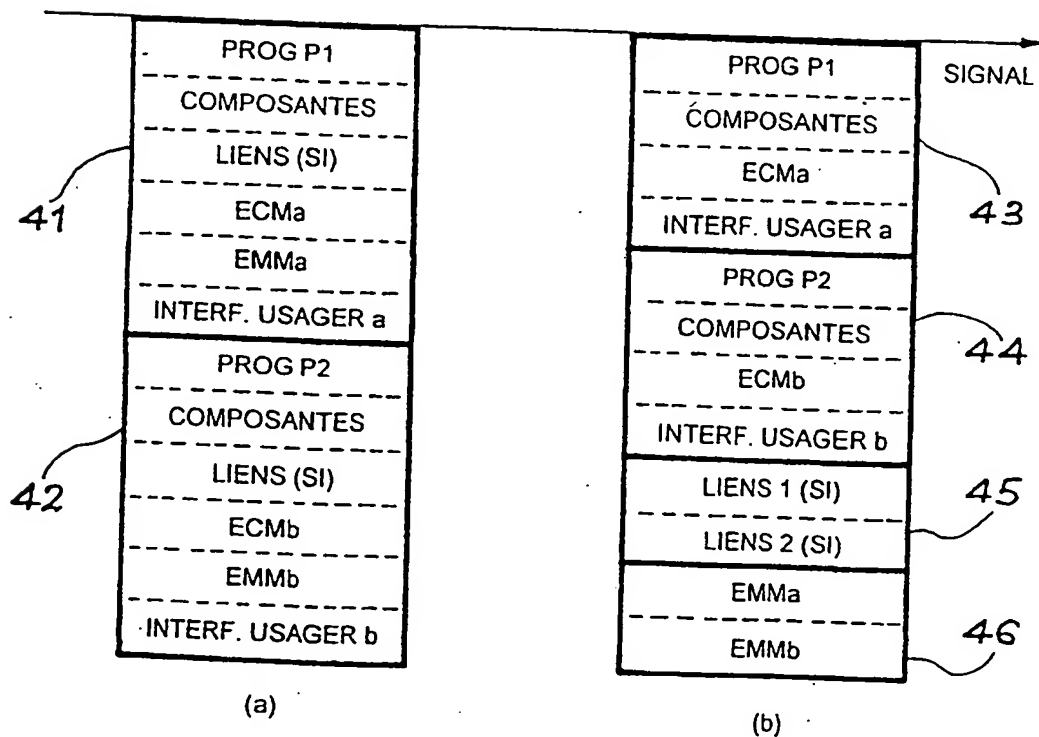 SIGNAL
PROG P1
COMPOSANTES
LIENS (SI)
ECMa
EMMa
INTERF. USAGER a
41
PROG P2
COMPOSANTES
LIENS (SI)
ECMb
EMMb
INTERF. USAGER b
42
(a)
PROG P1
COMPOSANTES
ECMa
INTERF. USAGER a
43
PROG P2
COMPOSANTES
ECMb
INTERF. USAGER b
44
LIENS 1 (SI)
LIENS 2 (SI)
45
EMMa
EMMb
46
(b)